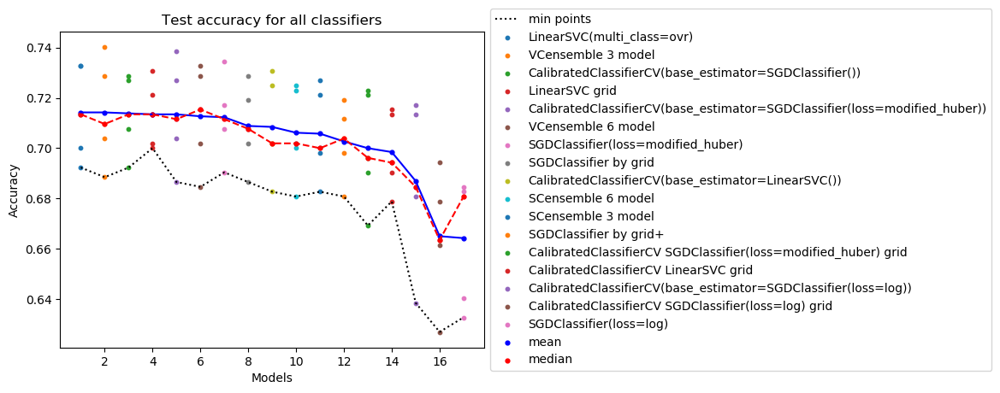 Test accuracy for all classifiers
Accuracy
0.74
0.72
0.70
0.68
0.66
0.64
2 4 6 8 10 12 14 16
Models
min points
LinearSVC(multi_class=ovr)
VCensemble 3 model
CalibratedClassifierCV(base_estimator=SGDClassifier())
LinearSVC grid
CalibratedClassifierCV(base_estimator=SGDClassifier(loss=modified_huber))
VCensemble 6 model
SGDClassifier(loss=modified_huber)
SGDClassifier by grid
CalibratedClassifierCV(base_estimator=LinearSVC())
SCensemble 6 model
SCensemble 3 model
SGDClassifier by grid+
CalibratedClassifierCV SGDClassifier(loss=modified_huber) grid
CalibratedClassifierCV LinearSVC grid
CalibratedClassifierCV(base_estimator=SGDClassifier(loss=log))
CalibratedClassifierCV SGDClassifier(loss=log) grid
SGDClassifier(loss=log)
mean
median